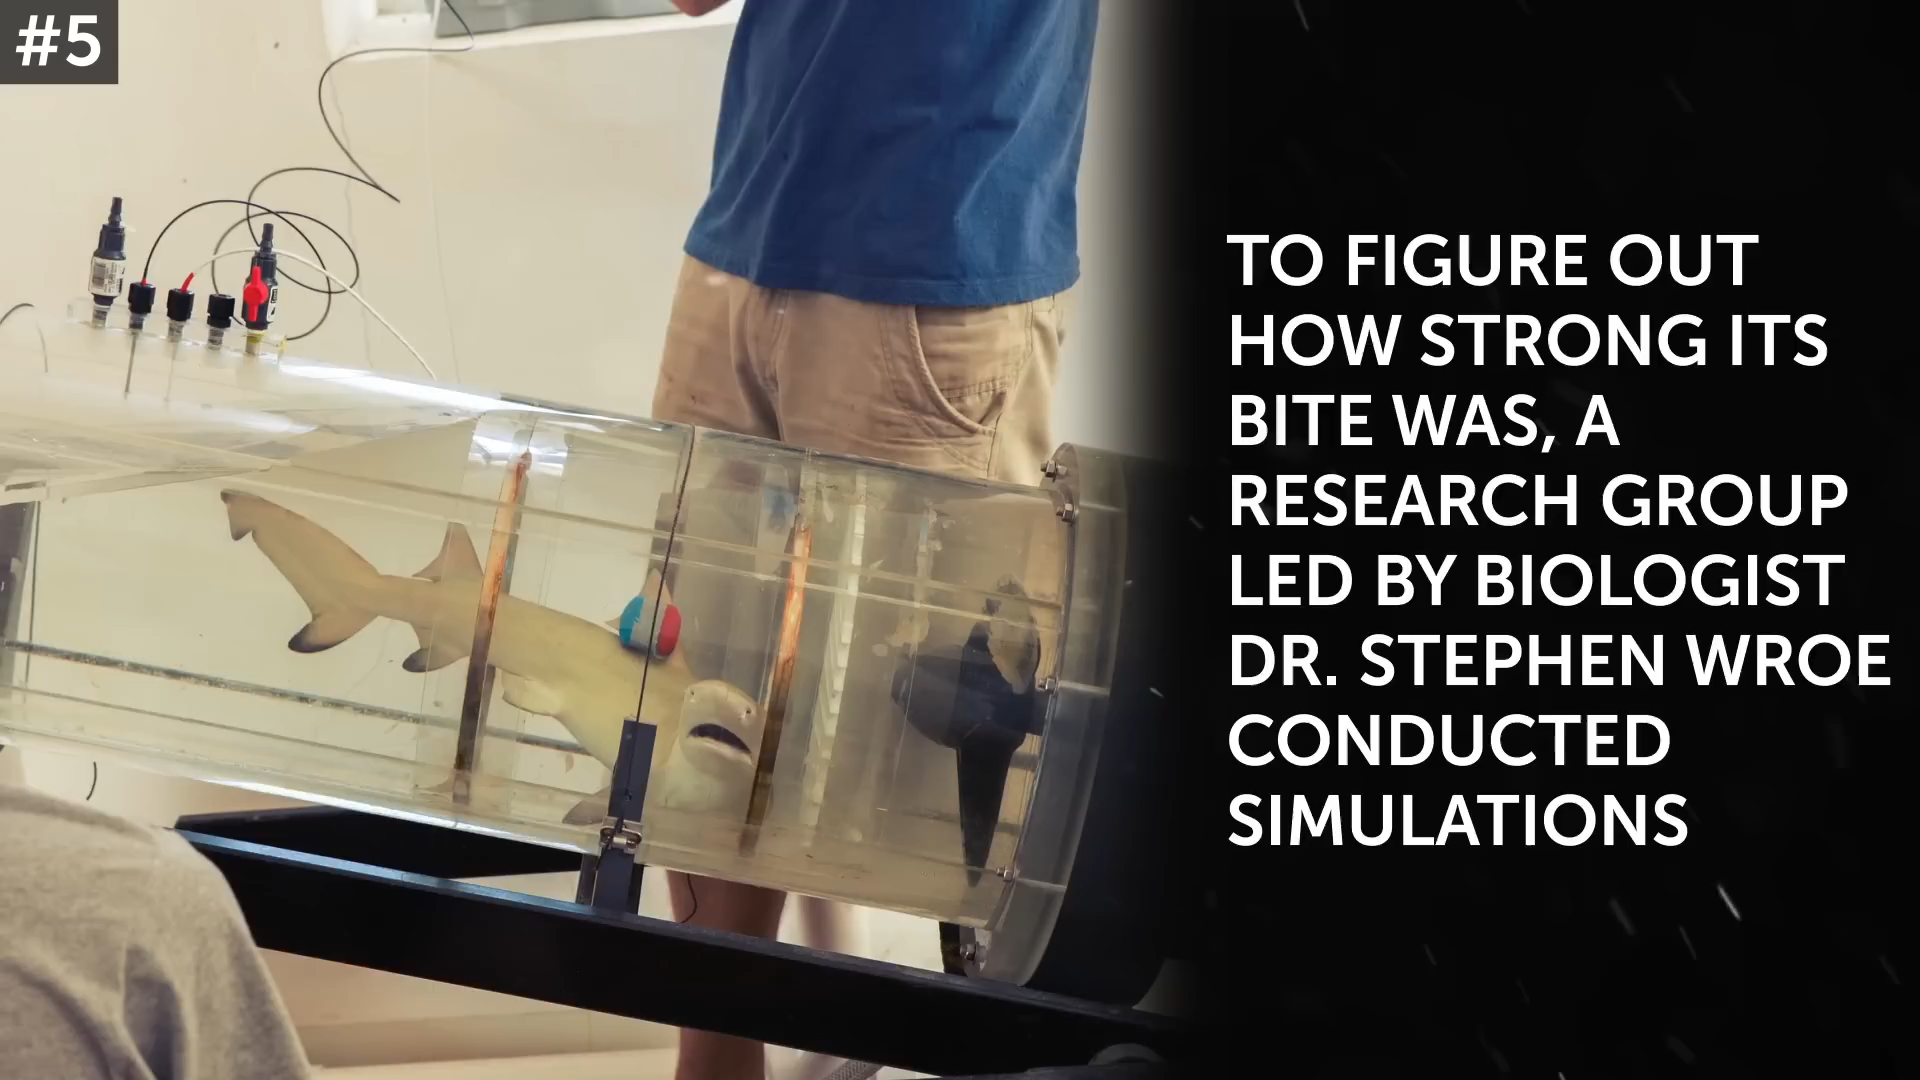 #5
TO FIGURE OUT
HOW STRONG ITS
BITE WAS, A
RESEARCH GROUP
LED BY BIOLOGIST
DR. STEPHEN WROE
CONDUCTED
SIMULATIONS